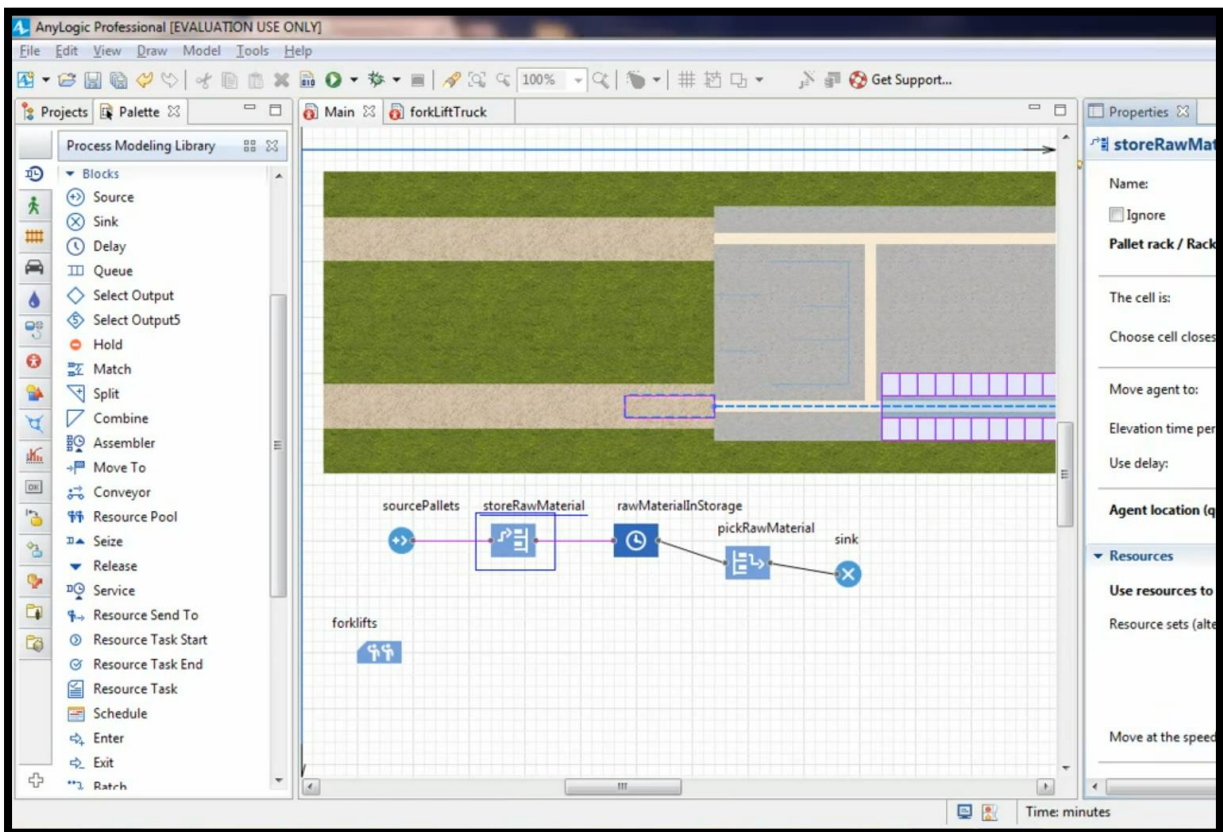 AnyLogic Professional [EVALUATION USE ONLY]
File Edit View Draw Model Tools Help
100% Get Support...
Projects Palette Main forkLiftTruck Properties
Process Modeling Library
Blocks
Source
Sink
Delay
Queue
Select Output
Select Output5
Hold
Match
Split
Combine
Assembler
Move To
Conveyor
Resource Pool
Seize
Release
Service
Resource Send To
Resource Task Start
Resource Task End
Resource Task
Schedule
Enter
Exit
Batch
sourcePallets storeRawMaterial rawMaterialInStorage
pickRawMaterial
sink
forklifts
storeRawMat
Name:
Ignore
Pallet rack / Rack
The cell is:
Choose cell closes
Move agent to:
Elevation time per
Use delay:
Agent location (q
Resources
Use resources to
Resource sets (alte
Move at the speed
Time: minutes